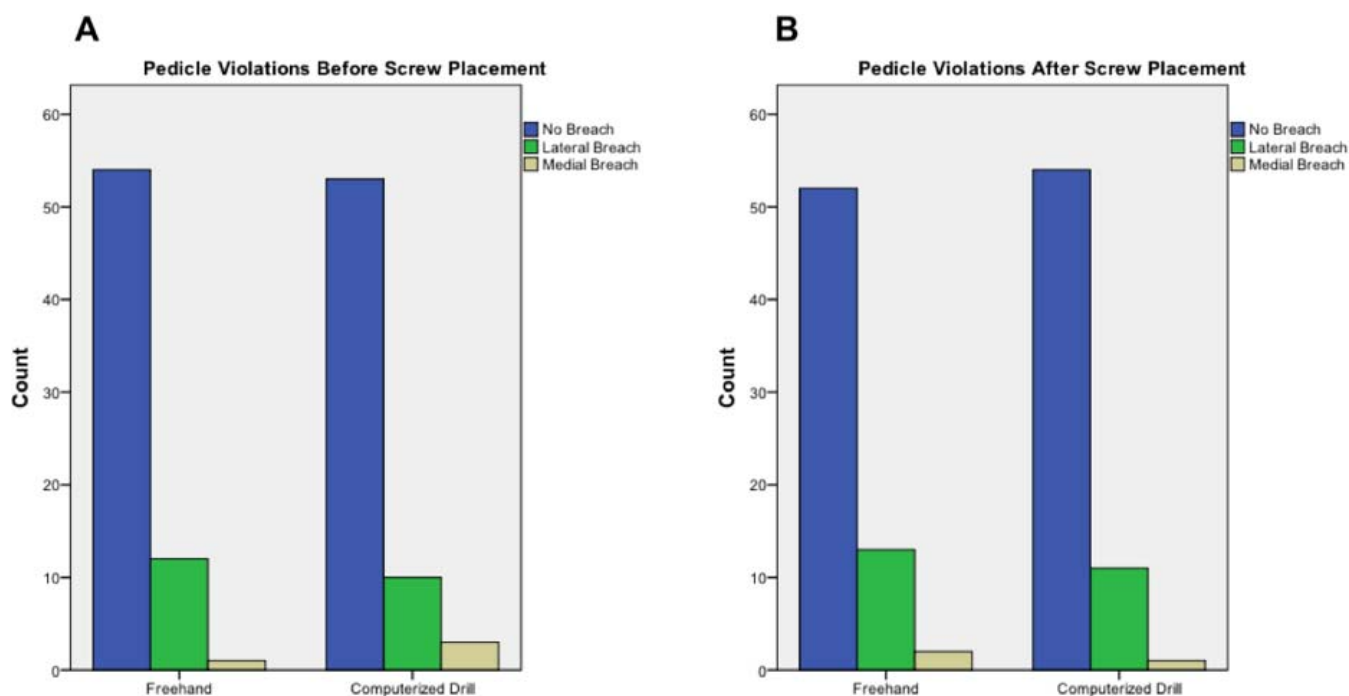 A
Pedicle Violations Before Screw Placement
60
50
40
30
20
10
0
Count
No Breach
Lateral Breach
Medial Breach
Freehand
Computerized Drill
B
Pedicle Violations After Screw Placement
60
50
40
30
20
10
0
Count
No Breach
Lateral Breach
Medial Breach
Freehand
Computerized Drill